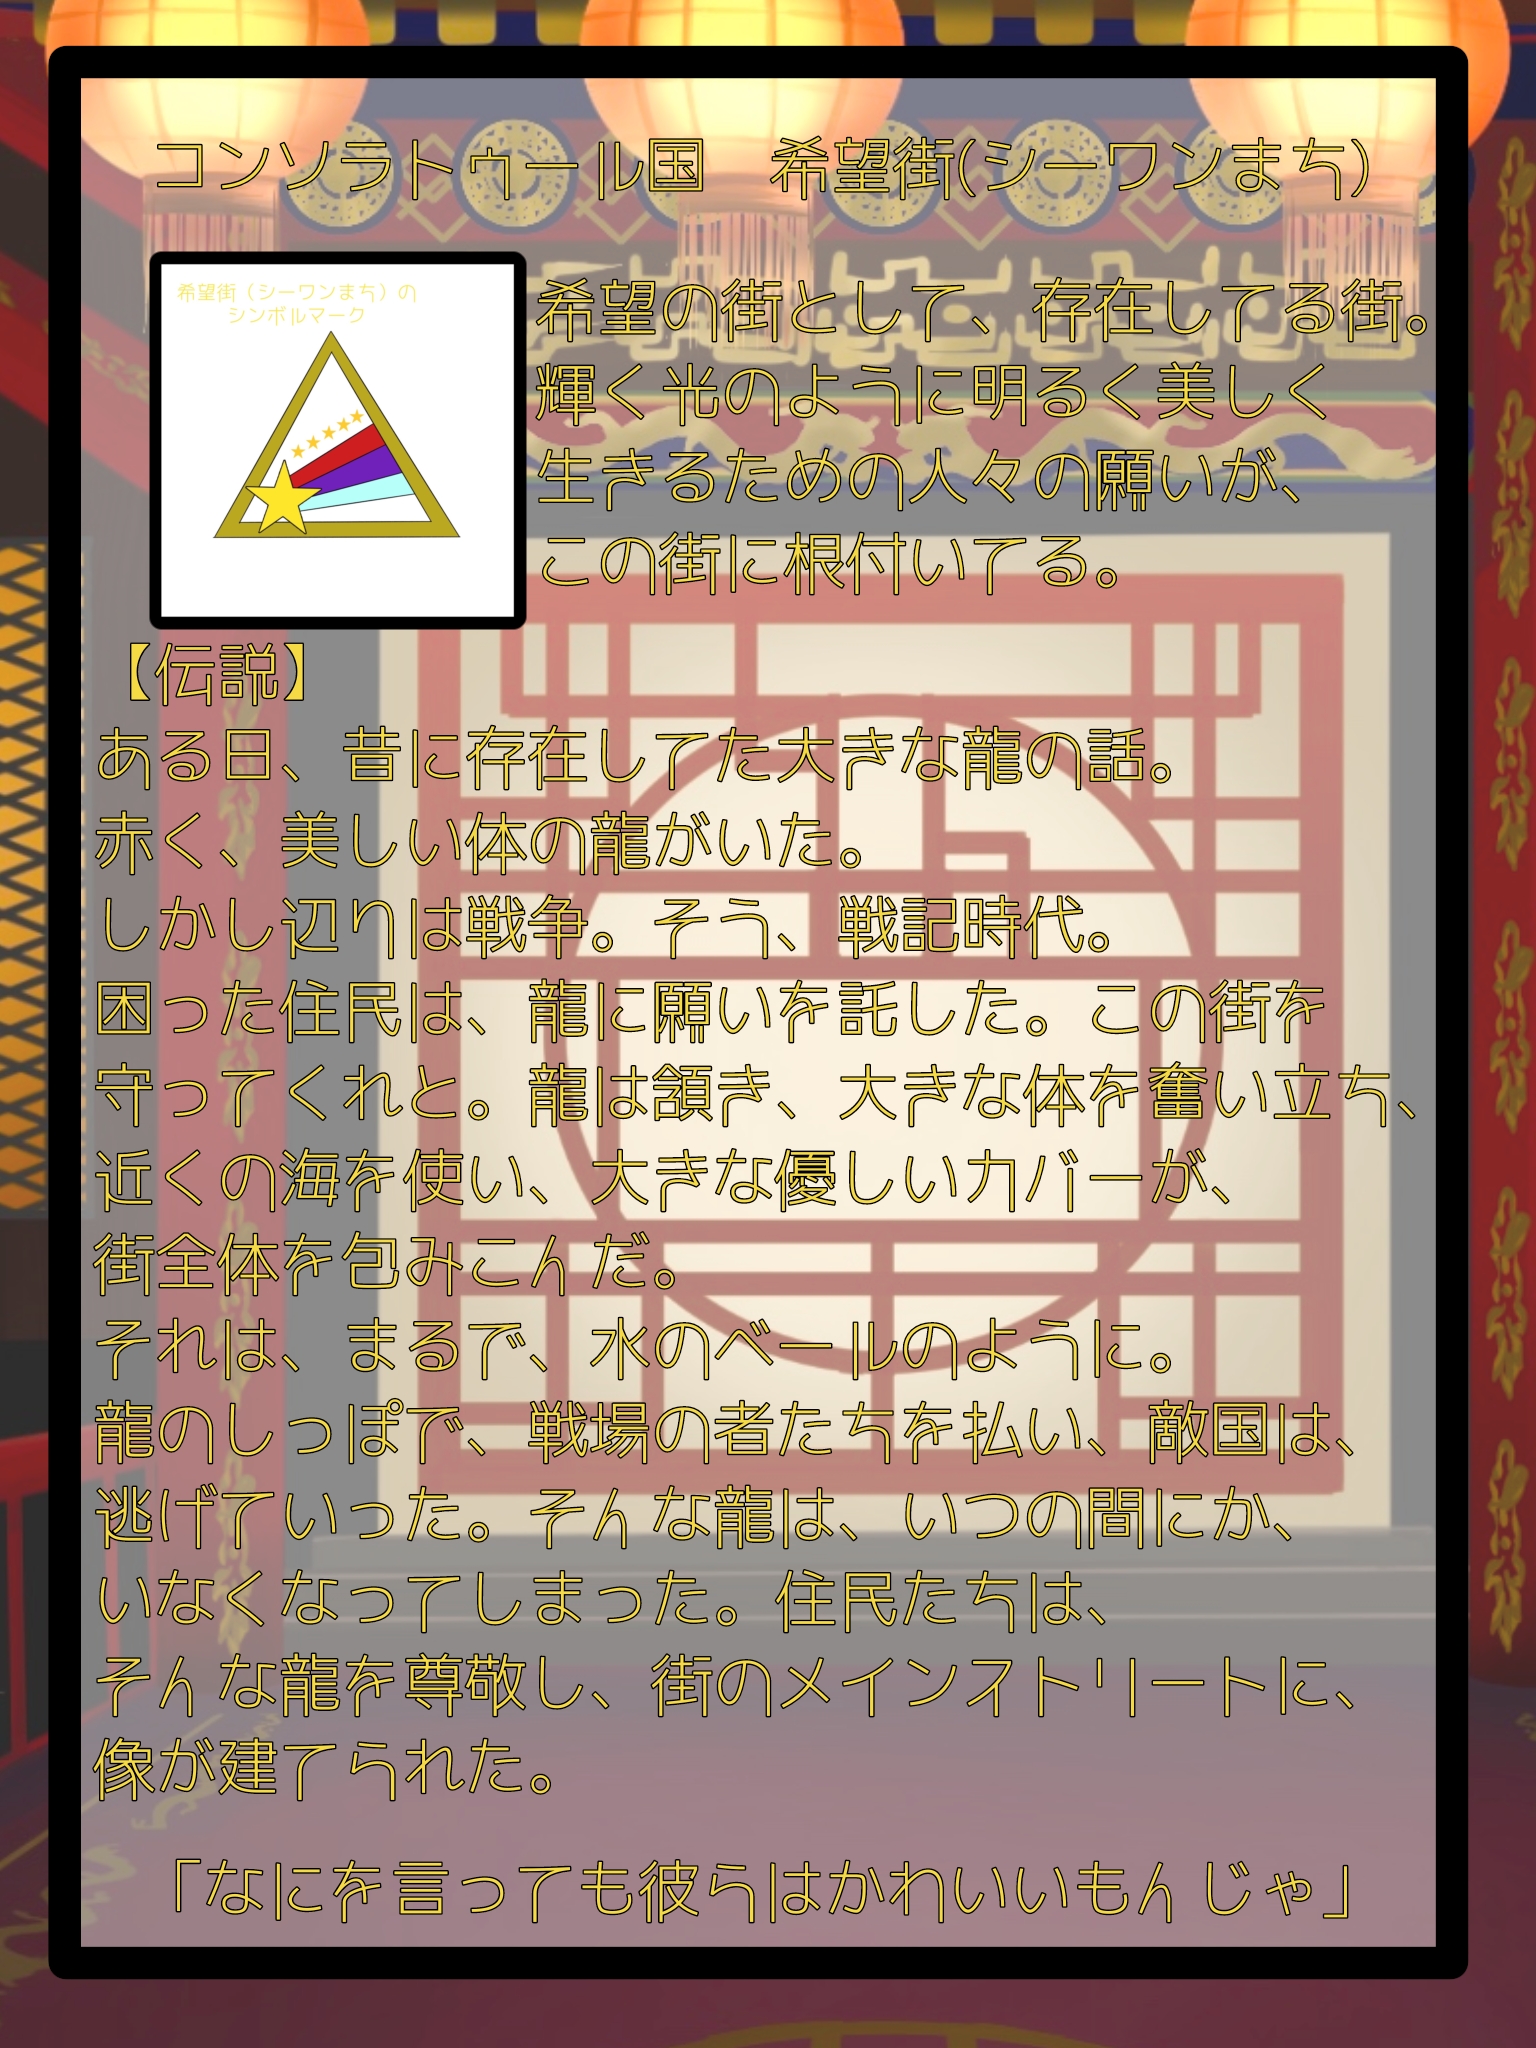 コンソラトゥール国　希望街(シーワンまち)
希望街（シーワンまち）の
シンボルマーク
希望の街として、存在してる街。
輝く光のように明るく美しく
生きるための人々の願いが、
この街に根付いてる。
【伝説】
ある日、昔に存在してた大きな龍の話。
赤く、美しい体の龍がいた。
しかし辺りは戦争。そう、戦記時代。
困った住民は、龍に願いを託した。この街を
守ってくれと。龍は頷き、大きな体を奮い立ち、
近くの海を使い、大きな優しいカバーが、
街全体を包みこんだ。
それは、まるで、水のベールのように。
龍のしっぽで、戦場の者たちを払い、敵国は、
逃げていった。そんな龍は、いつの間にか、
いなくなってしまった。住民たちは、
そんな龍を尊敬し、街のメインストリートに、
像が建てられた。
「なにを言っても彼らはかわいいもんじゃ」